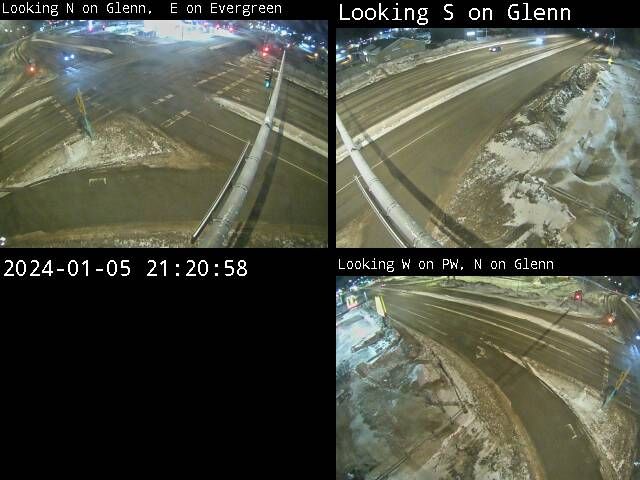 Looking N on Glenn, E on Evergreen
Looking S on Glenn
2024-01-05 21:20:58
Looking W on PW, N on Glenn